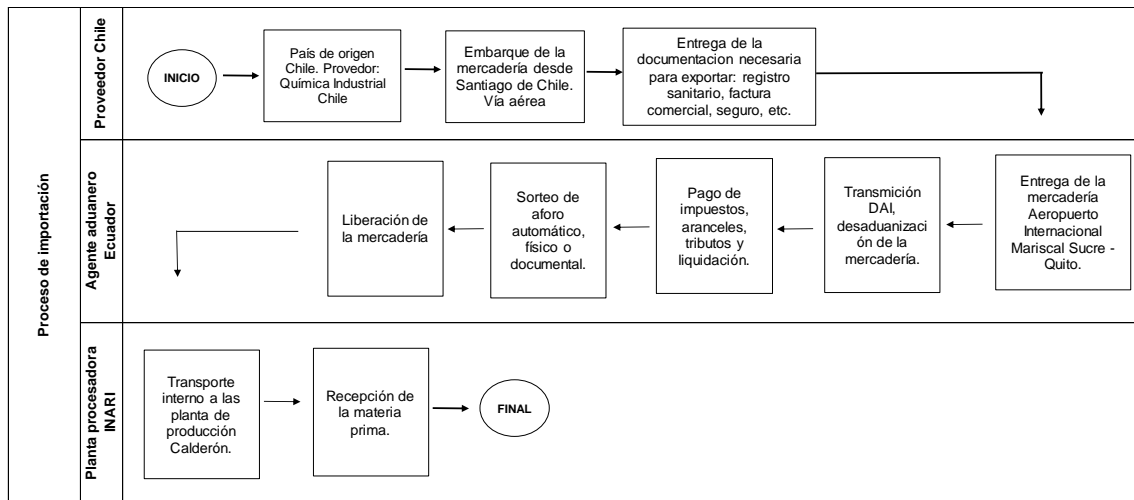 Proceso de importación
Proveedor Chile
INICIO
País de origen
Chile. Provedor:
Química Industrial
Chile
Embarque de la
mercadería desde
Santiago de Chile.
Vía aérea
Entrega de la
documentacion necesaria
para exportar: registro
sanitario, factura
comercial, seguro, etc.
Agente aduanero
Ecuador
Entrega de la
mercadería
Aeropuerto
Internacional
Mariscal Sucre -
Quito.
Transmición
DAI,
desaduanizaci
ón de la
mercadería.
Pago de
impuestos,
aranceles,
tributos y
liquidación.
Sorteo de
aforo
automático,
físico o
documental.
Liberación de
la mercadería
Planta procesadora
INARI
Transporte
interno a las
planta de
producción
Calderón.
Recepción de
la materia
prima.
FINAL